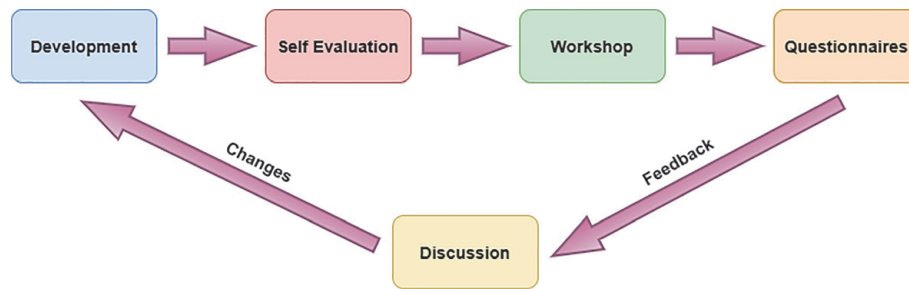 Development
Self Evaluation
Workshop
Questionnaires
Changes
Feedback
Discussion